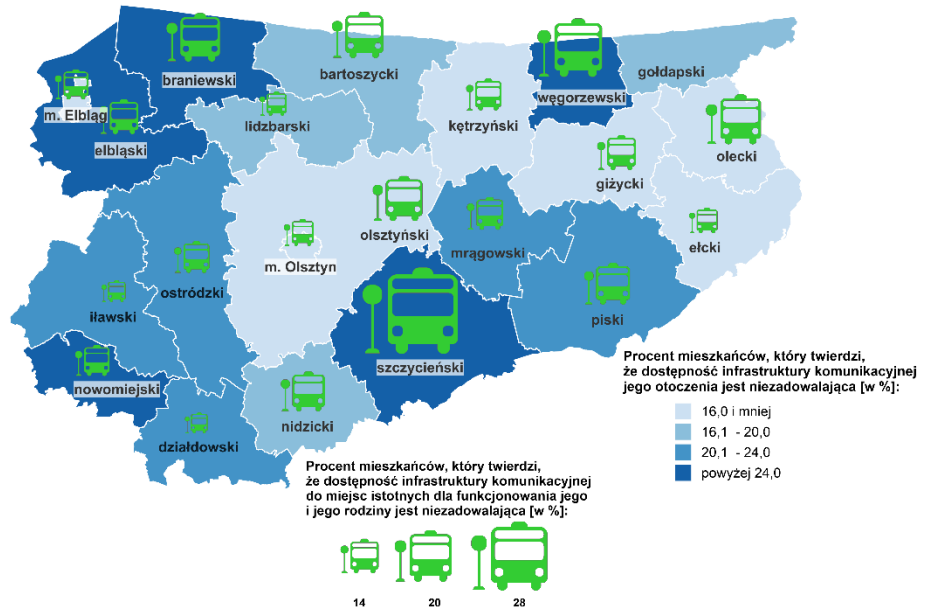 braniewski
bartoszycki
węgorzewski
gołdapski
m. Elbląg
elbląski
lidzbarski
kętrzyński
olecki
giżycki
ełcki
olsztyński
mrągowski
m. Olsztyn
ostródzki
iławski
piski
szczycieński
nowomiejski
nidzicki
działdowski
Procent mieszkańców, który twierdzi,
że dostępność infrastruktury komunikacyjnej
jego otoczenia jest niezadowalająca [w %]:
16,0 i mniej
16,1 - 20,0
20,1 - 24,0
powyżej 24,0
Procent mieszkańców, który twierdzi,
że dostępność infrastruktury komunikacyjnej
do miejsc istotnych dla funkcjonowania jego
i jego rodziny jest niezadowalająca [w %]:
14 20 28